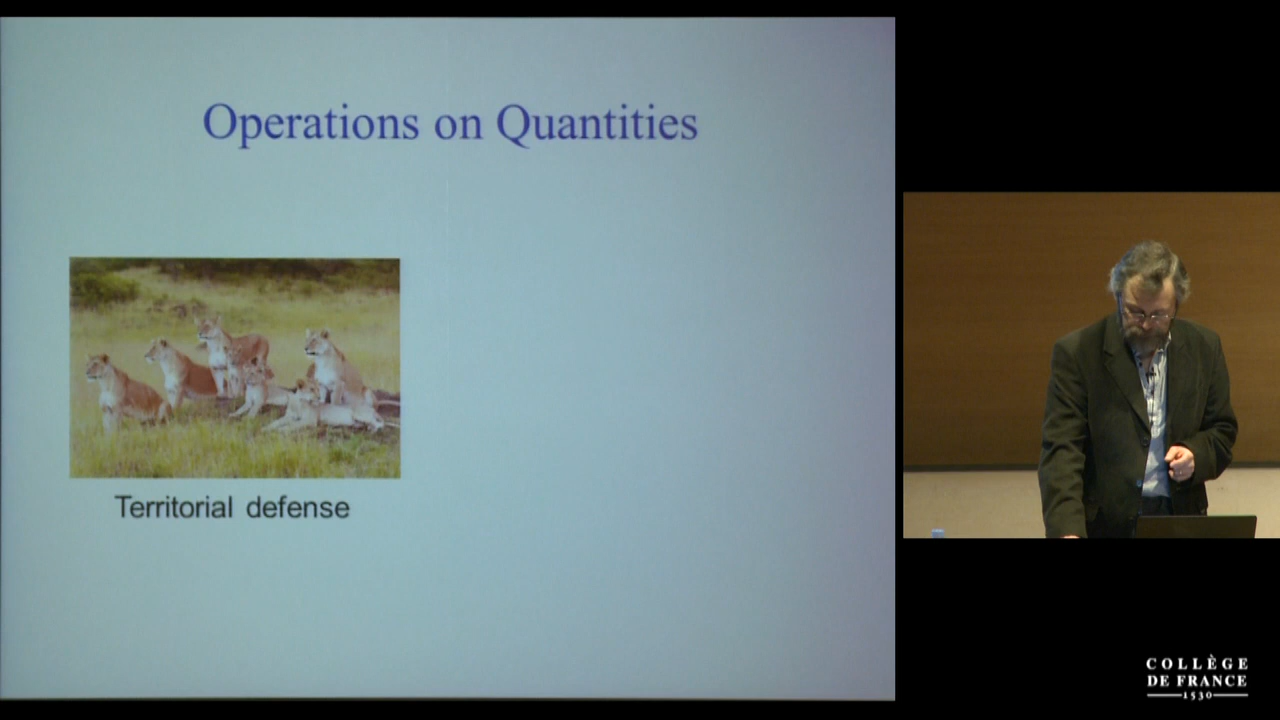 Operations on Quantities
Territorial defense
COLLÈGE
DE FRANCE
1530